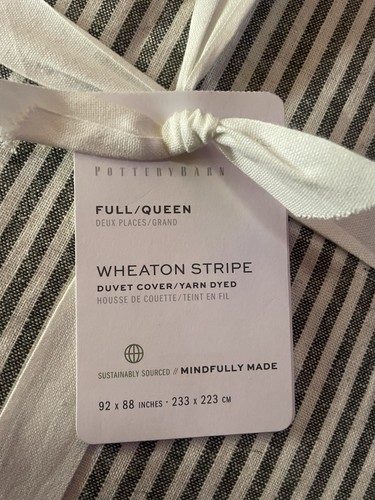 POTTERYBARN
FULL/QUEEN
DEUX PLACES/GRAND
WHEATON STRIPE
DUVET COVER/YARN DYED
HOUSSE DE COUETTE/TEINT EN FIL
SUSTAINABLY SOURCED // MINDFULLY MADE
92 x 88 INCHES · 233 x 223 CM